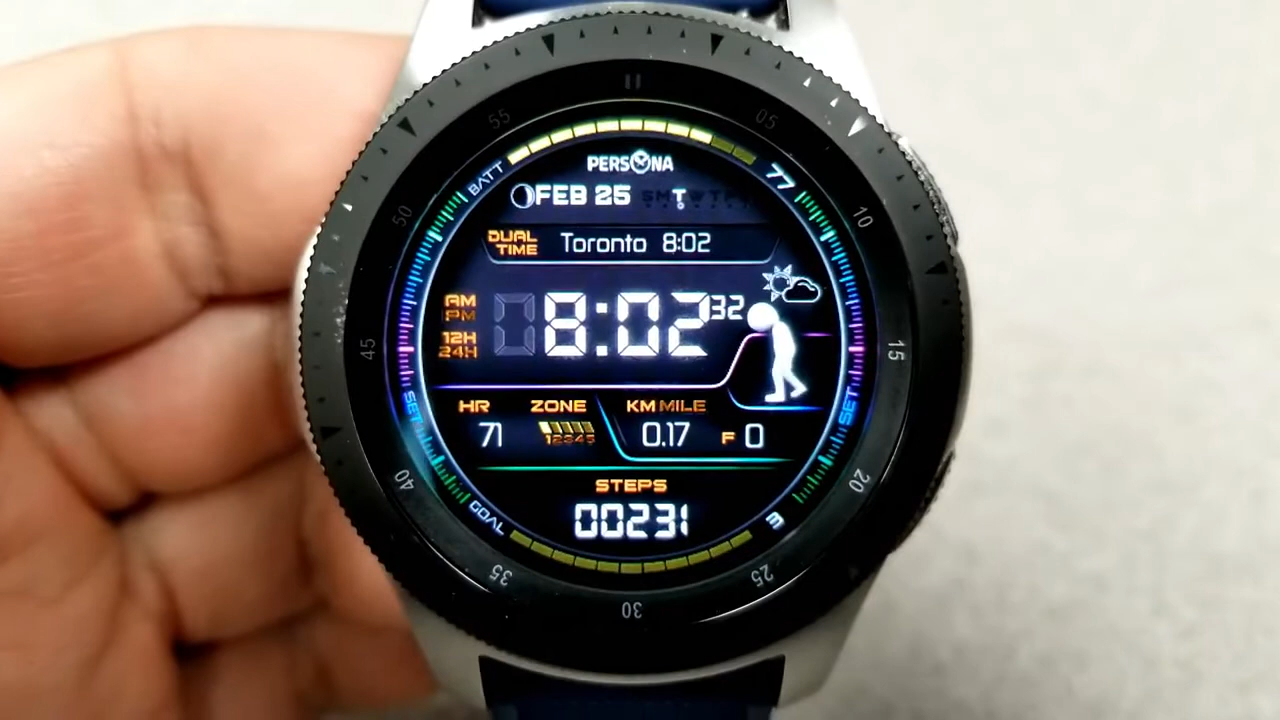 05
55
PERSONA
BATT
77
FEB 25 SMTWTF
DUAL TIME Toronto 8:02
50
10
AM
PM
8:02 32
12H
24H
45
15
SET
SET
HR ZONE KM MILE
71 12345 0.17 F 0
40
20
STEPS
00231
GOAL
3
35
25
30